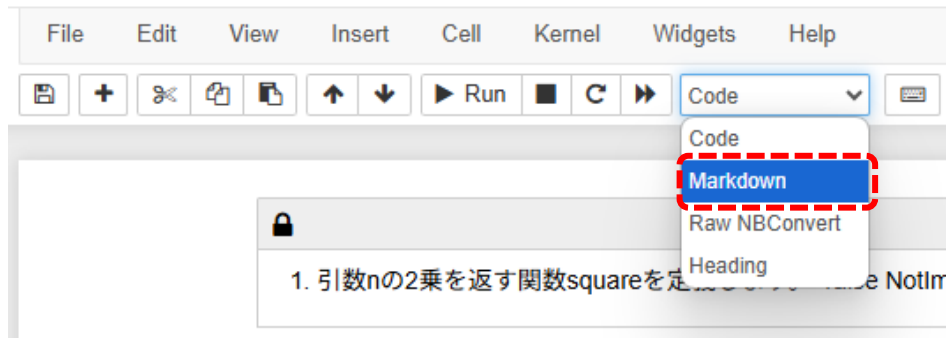 File Edit View Insert Cell Kernel Widgets Help
Run Code
Code
Markdown
Raw NBConvert
Heading
1. 引数nの2乗を返す関数squareを定